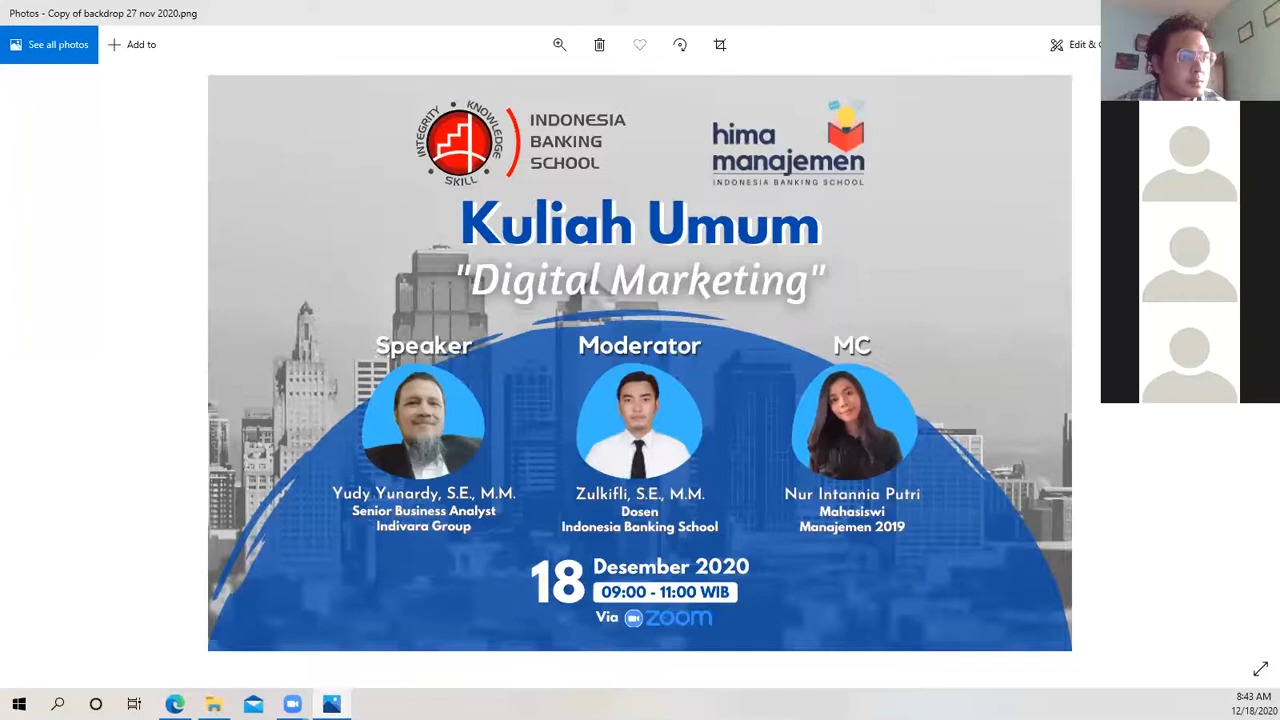 Photos - Copy of backdrop 27 nov 2020.png
See all photos
Add to
Edit & C
INTEGRITY KNOWLEDGE SKILL
INDONESIA
BANKING
SCHOOL
hima
manajemen
INDONESIA BANKING SCHOOL
Kuliah Umum
"Digital Marketing"
Speaker
Moderator
MC
Yudy Yunardy, S.E., M.M.
Senior Business Analyst
Indivara Group
Zulkifli, S.E., M.M.
Dosen
Indonesia Banking School
Nur Intannia Putri
Mahasiswi
Manajemen 2019
18
Desember 2020
09:00 - 11:00 WIB
Via zoom
8:43 AM
12/18/2020